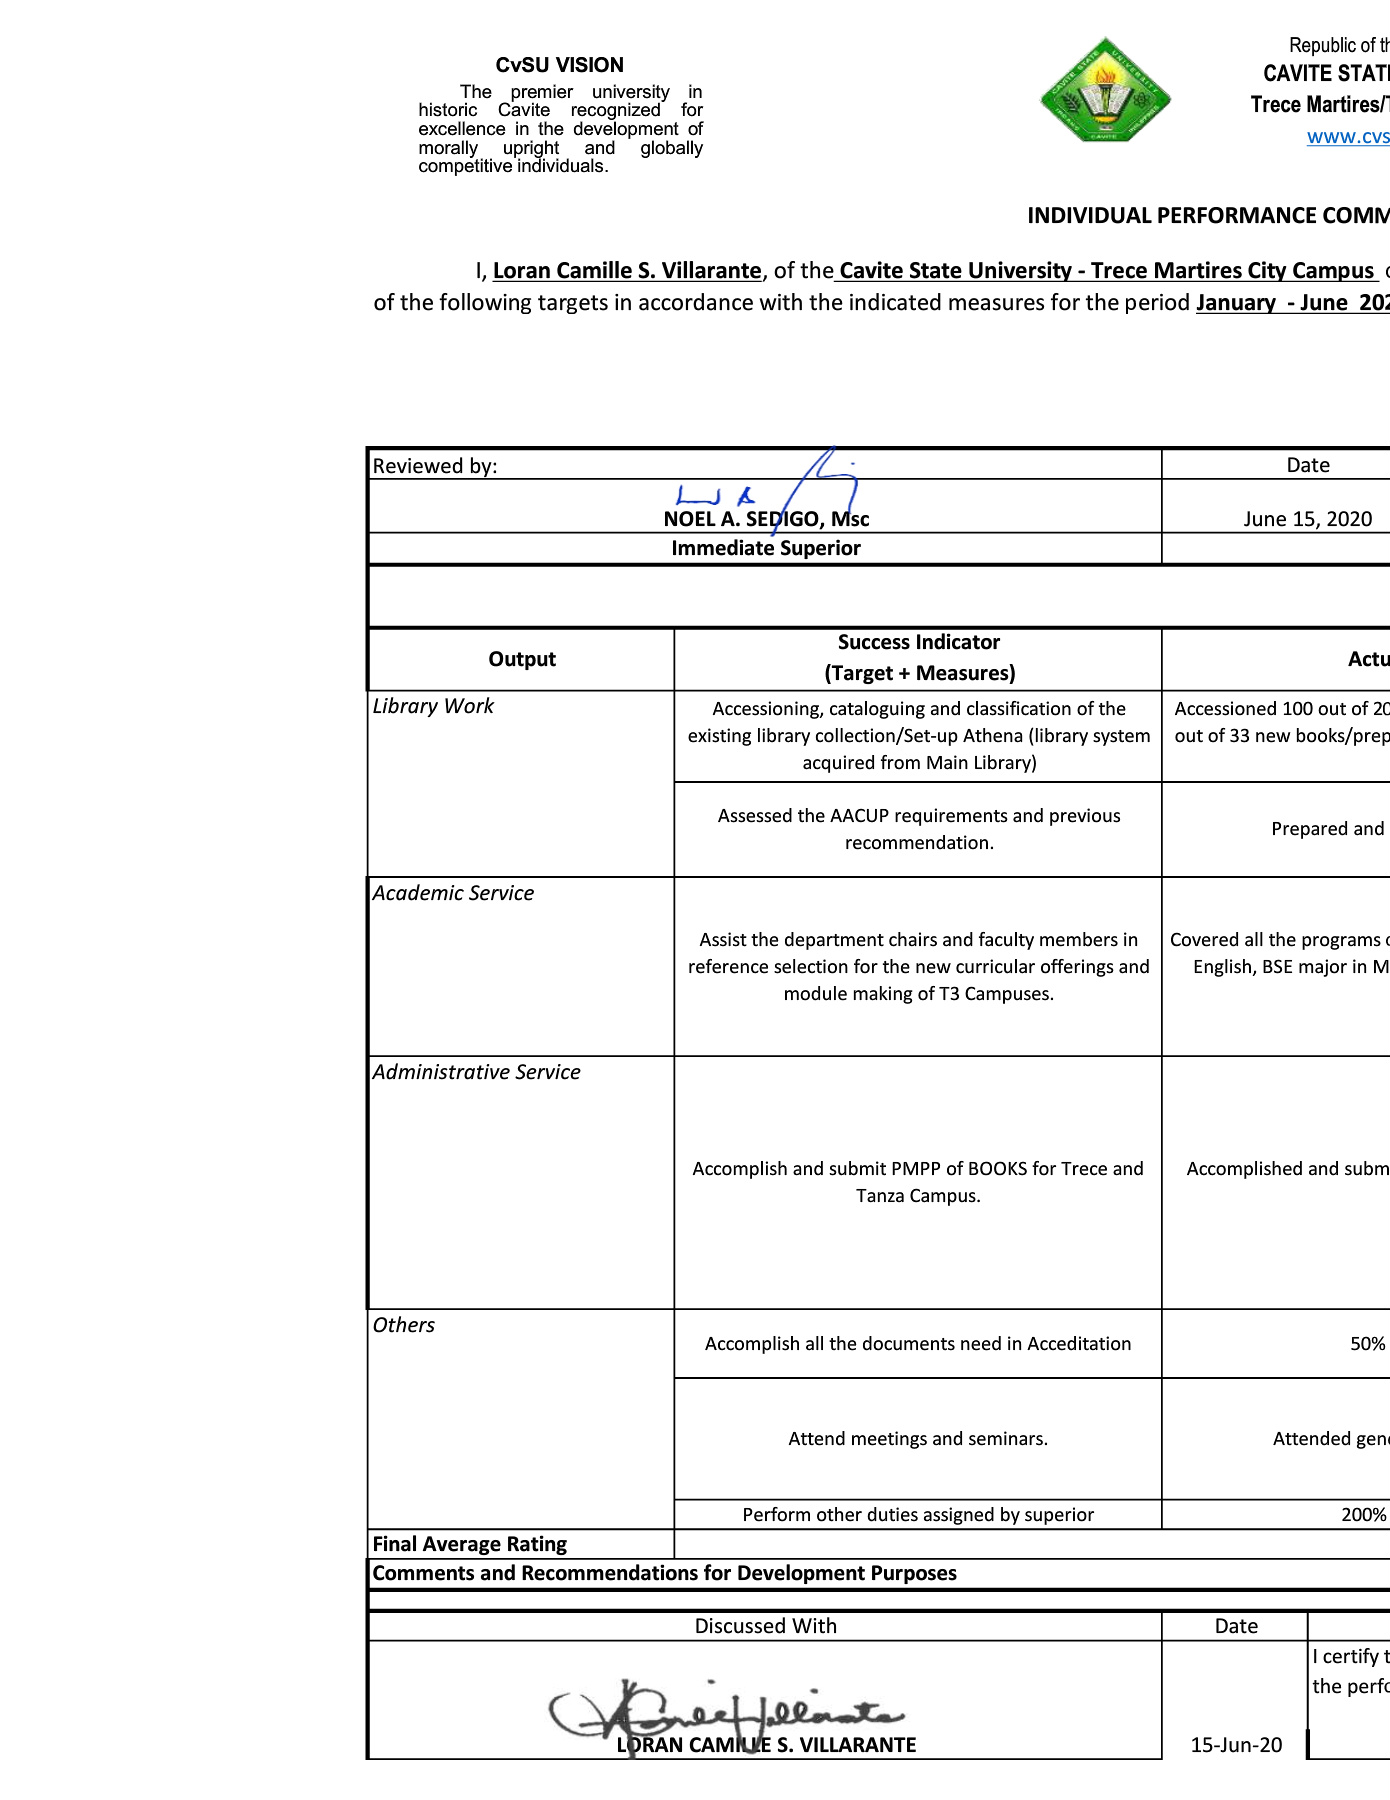 CvSU VISION
The premier university in
historic Cavite recognized for
excellence in the development of
morally upright and globally
competitive individuals.
CAVITE STATE UNIVERSITY
CAVITE
Republic of th
CAVITE STATE
Trece Martires/T
www.cvs
INDIVIDUAL PERFORMANCE COMM
I, Loran Camille S. Villarante, of the Cavite State University - Trece Martires City Campus
of the following targets in accordance with the indicated measures for the period January - June 202
Reviewed by:
Date
NOEL A. SEDIGO, Msc
June 15, 2020
Immediate Superior
Output
Success Indicator
(Target + Measures)
Actu
Library Work
Accessioning, cataloguing and classification of the
existing library collection/Set-up Athena (library system
acquired from Main Library)
Accessioned 100 out of 20
out of 33 new books/prep
Assessed the AACUP requirements and previous
recommendation.
Prepared and
Academic Service
Assist the department chairs and faculty members in
reference selection for the new curricular offerings and
module making of T3 Campuses.
Covered all the programs o
English, BSE major in M
Administrative Service
Accomplish and submit PMPP of BOOKS for Trece and
Tanza Campus.
Accomplished and subm
Others
Accomplish all the documents need in Acceditation
50%
Attend meetings and seminars.
Attended gene
Perform other duties assigned by superior
200%
Final Average Rating
Comments and Recommendations for Development Purposes
Discussed With
Date
I certify t
the perfo
LORAN CAMILLE S. VILLARANTE
15-Jun-20